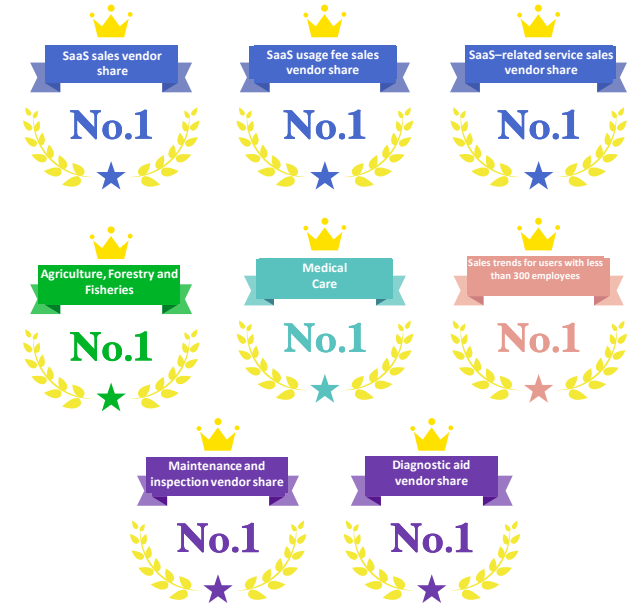 SaaS sales vendor
share
No.1
SaaS usage fee sales
vendor share
No.1
SaaS–related service sales
vendor share
No.1
Agriculture, Forestry and
Fisheries
No.1
Medical
Care
No.1
Sales trends for users with less
than 300 employees
No.1
Maintenance and
inspection vendor share
No.1
Diagnostic aid
vendor share
No.1